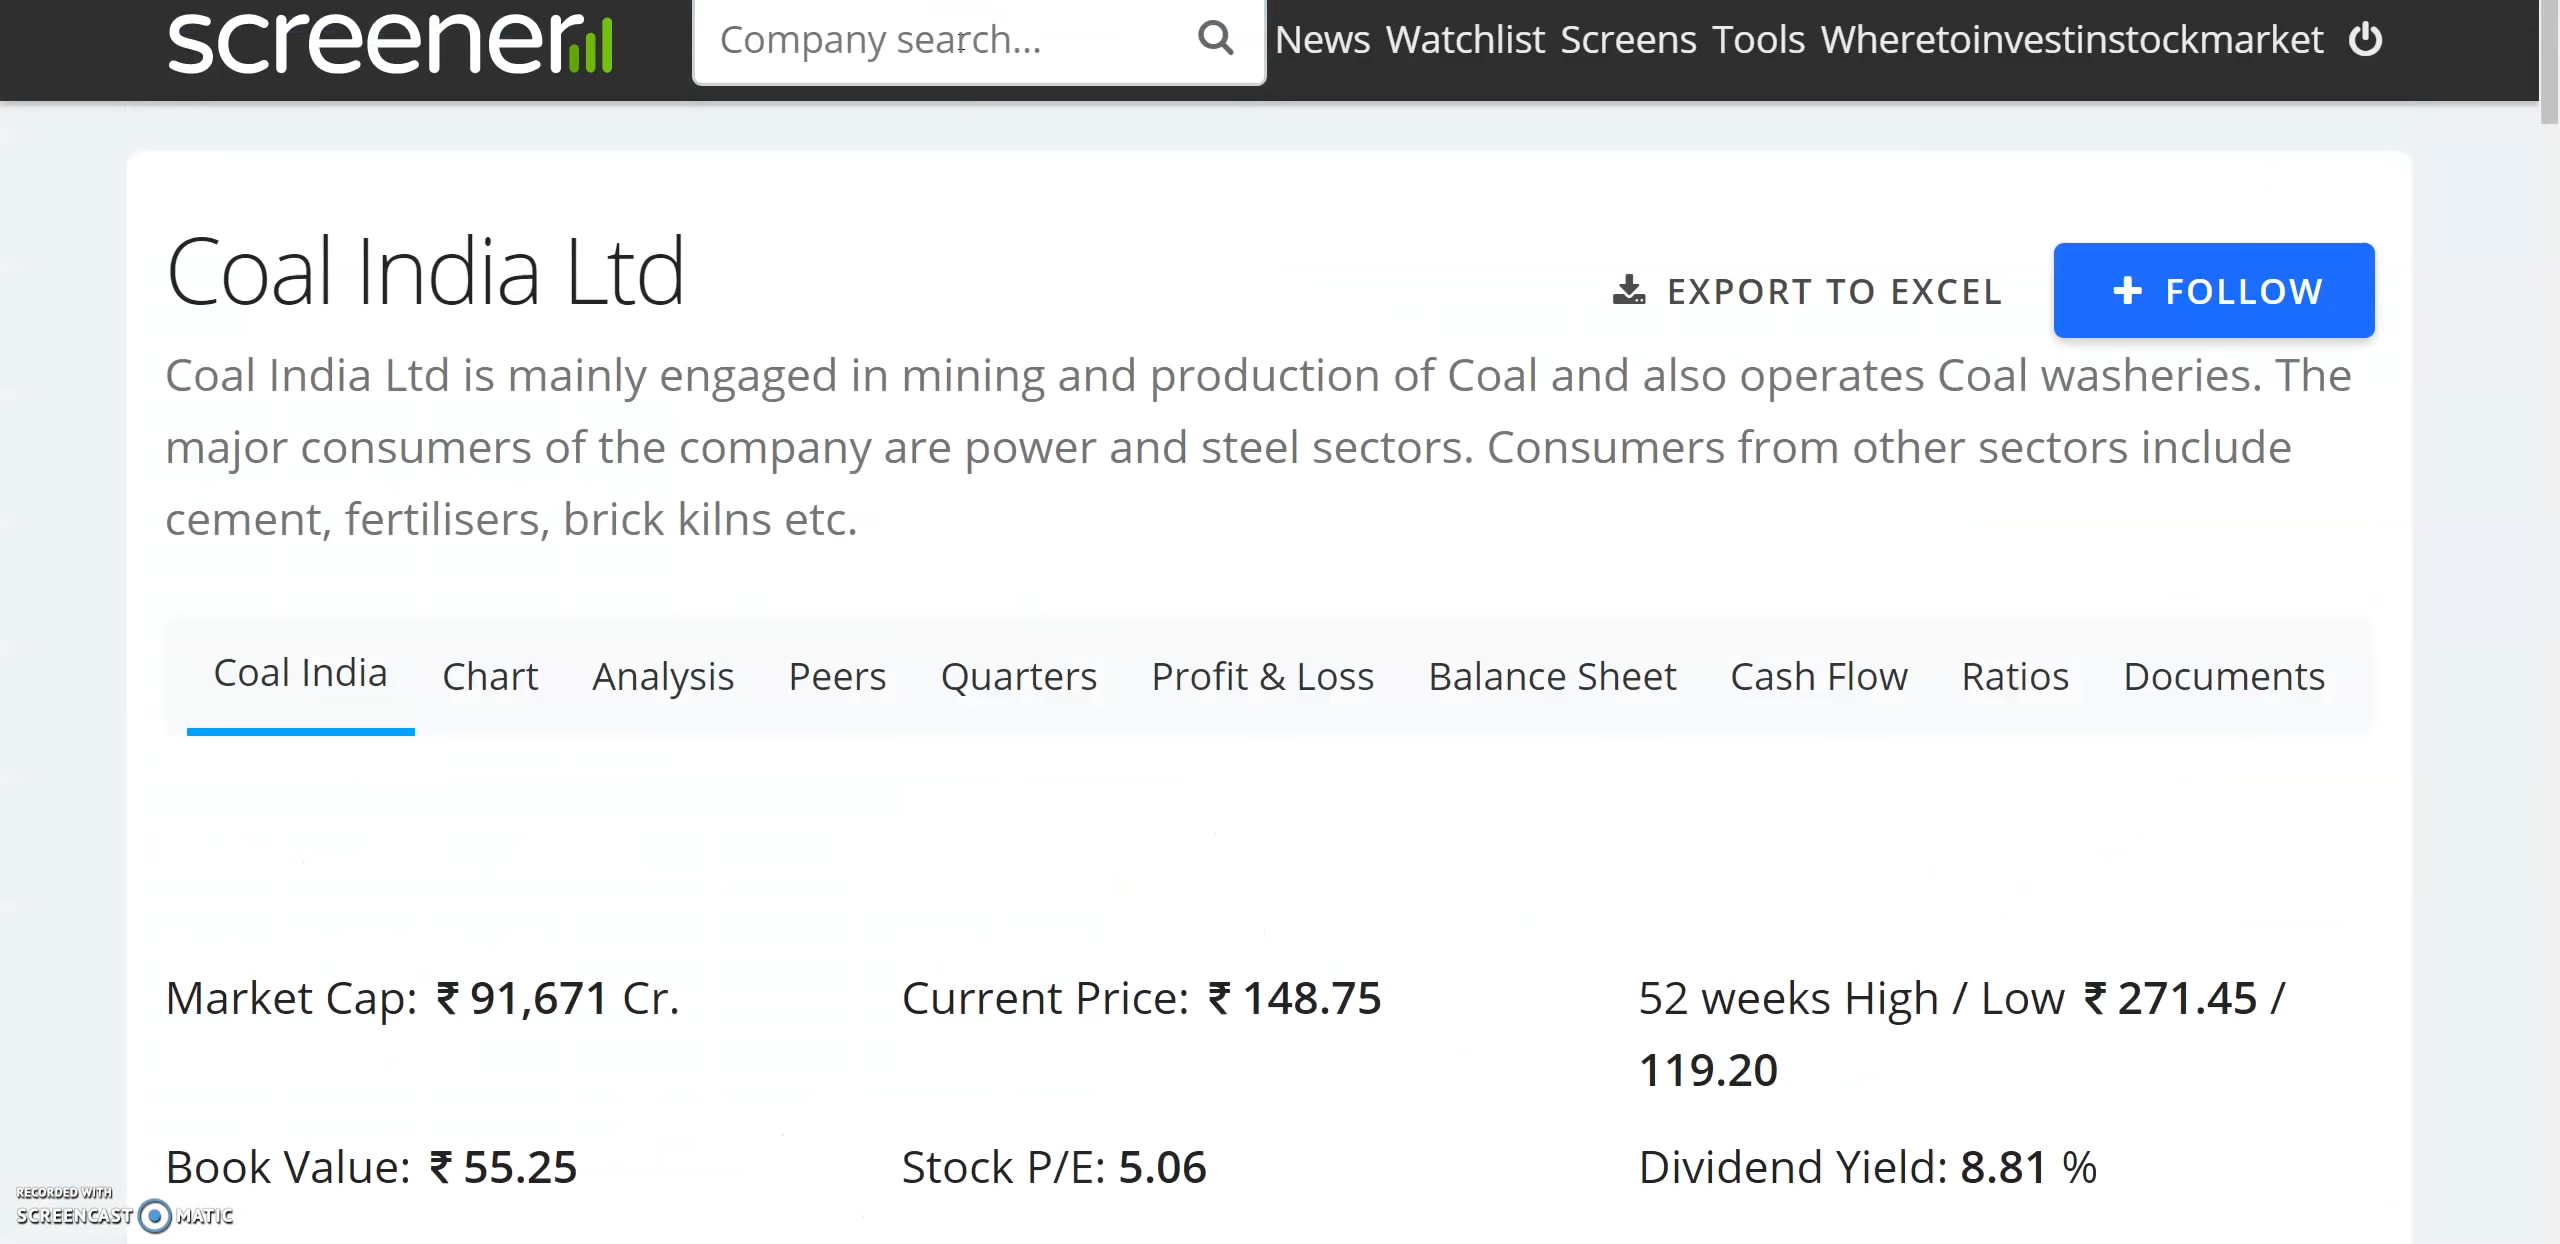 screener
Company search...
News Watchlist Screens Tools Wheretoinvestinstockmarket
Coal India Ltd
EXPORT TO EXCEL
+ FOLLOW
Coal India Ltd is mainly engaged in mining and production of Coal and also operates Coal washeries. The
major consumers of the company are power and steel sectors. Consumers from other sectors include
cement, fertilisers, brick kilns etc.
Coal India Chart Analysis Peers Quarters Profit & Loss Balance Sheet Cash Flow Ratios Documents
Market Cap: ₹ 91,671 Cr.
Current Price: ₹ 148.75
52 weeks High / Low ₹ 271.45 /
119.20
Book Value: ₹ 55.25
Stock P/E: 5.06
Dividend Yield: 8.81 %
RECORDED WITH
SCREENCAST MATIC